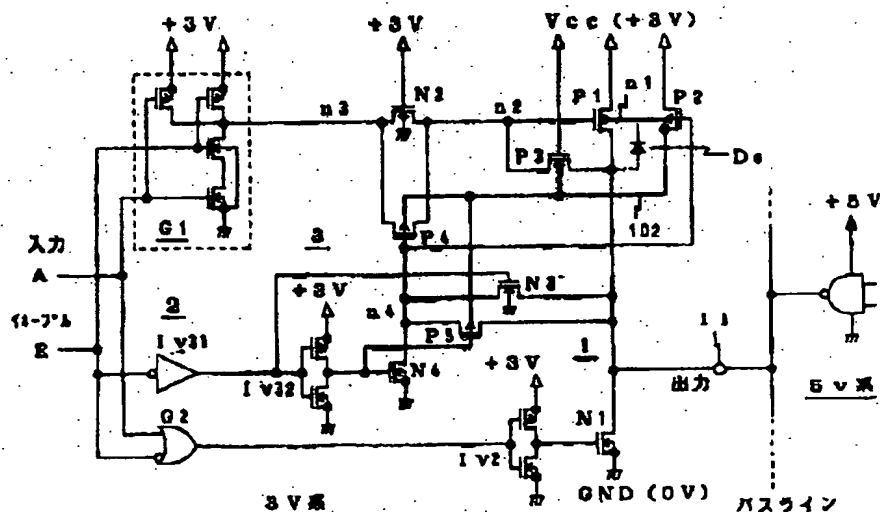 +3V
+3V
Vcc (+3V)
n1
P1
P2
N2
n3
n2
P3
De
+5V
G1
102
入力
3
P4
A
+3V
N3
ｲﾈｰﾌﾞﾙ
2
n4
11
E
Iv31
P5
1
+3V
Iv32
N4
出力
5v系
G2
N1
Iv2
3V系
GND (0V)
バスライン